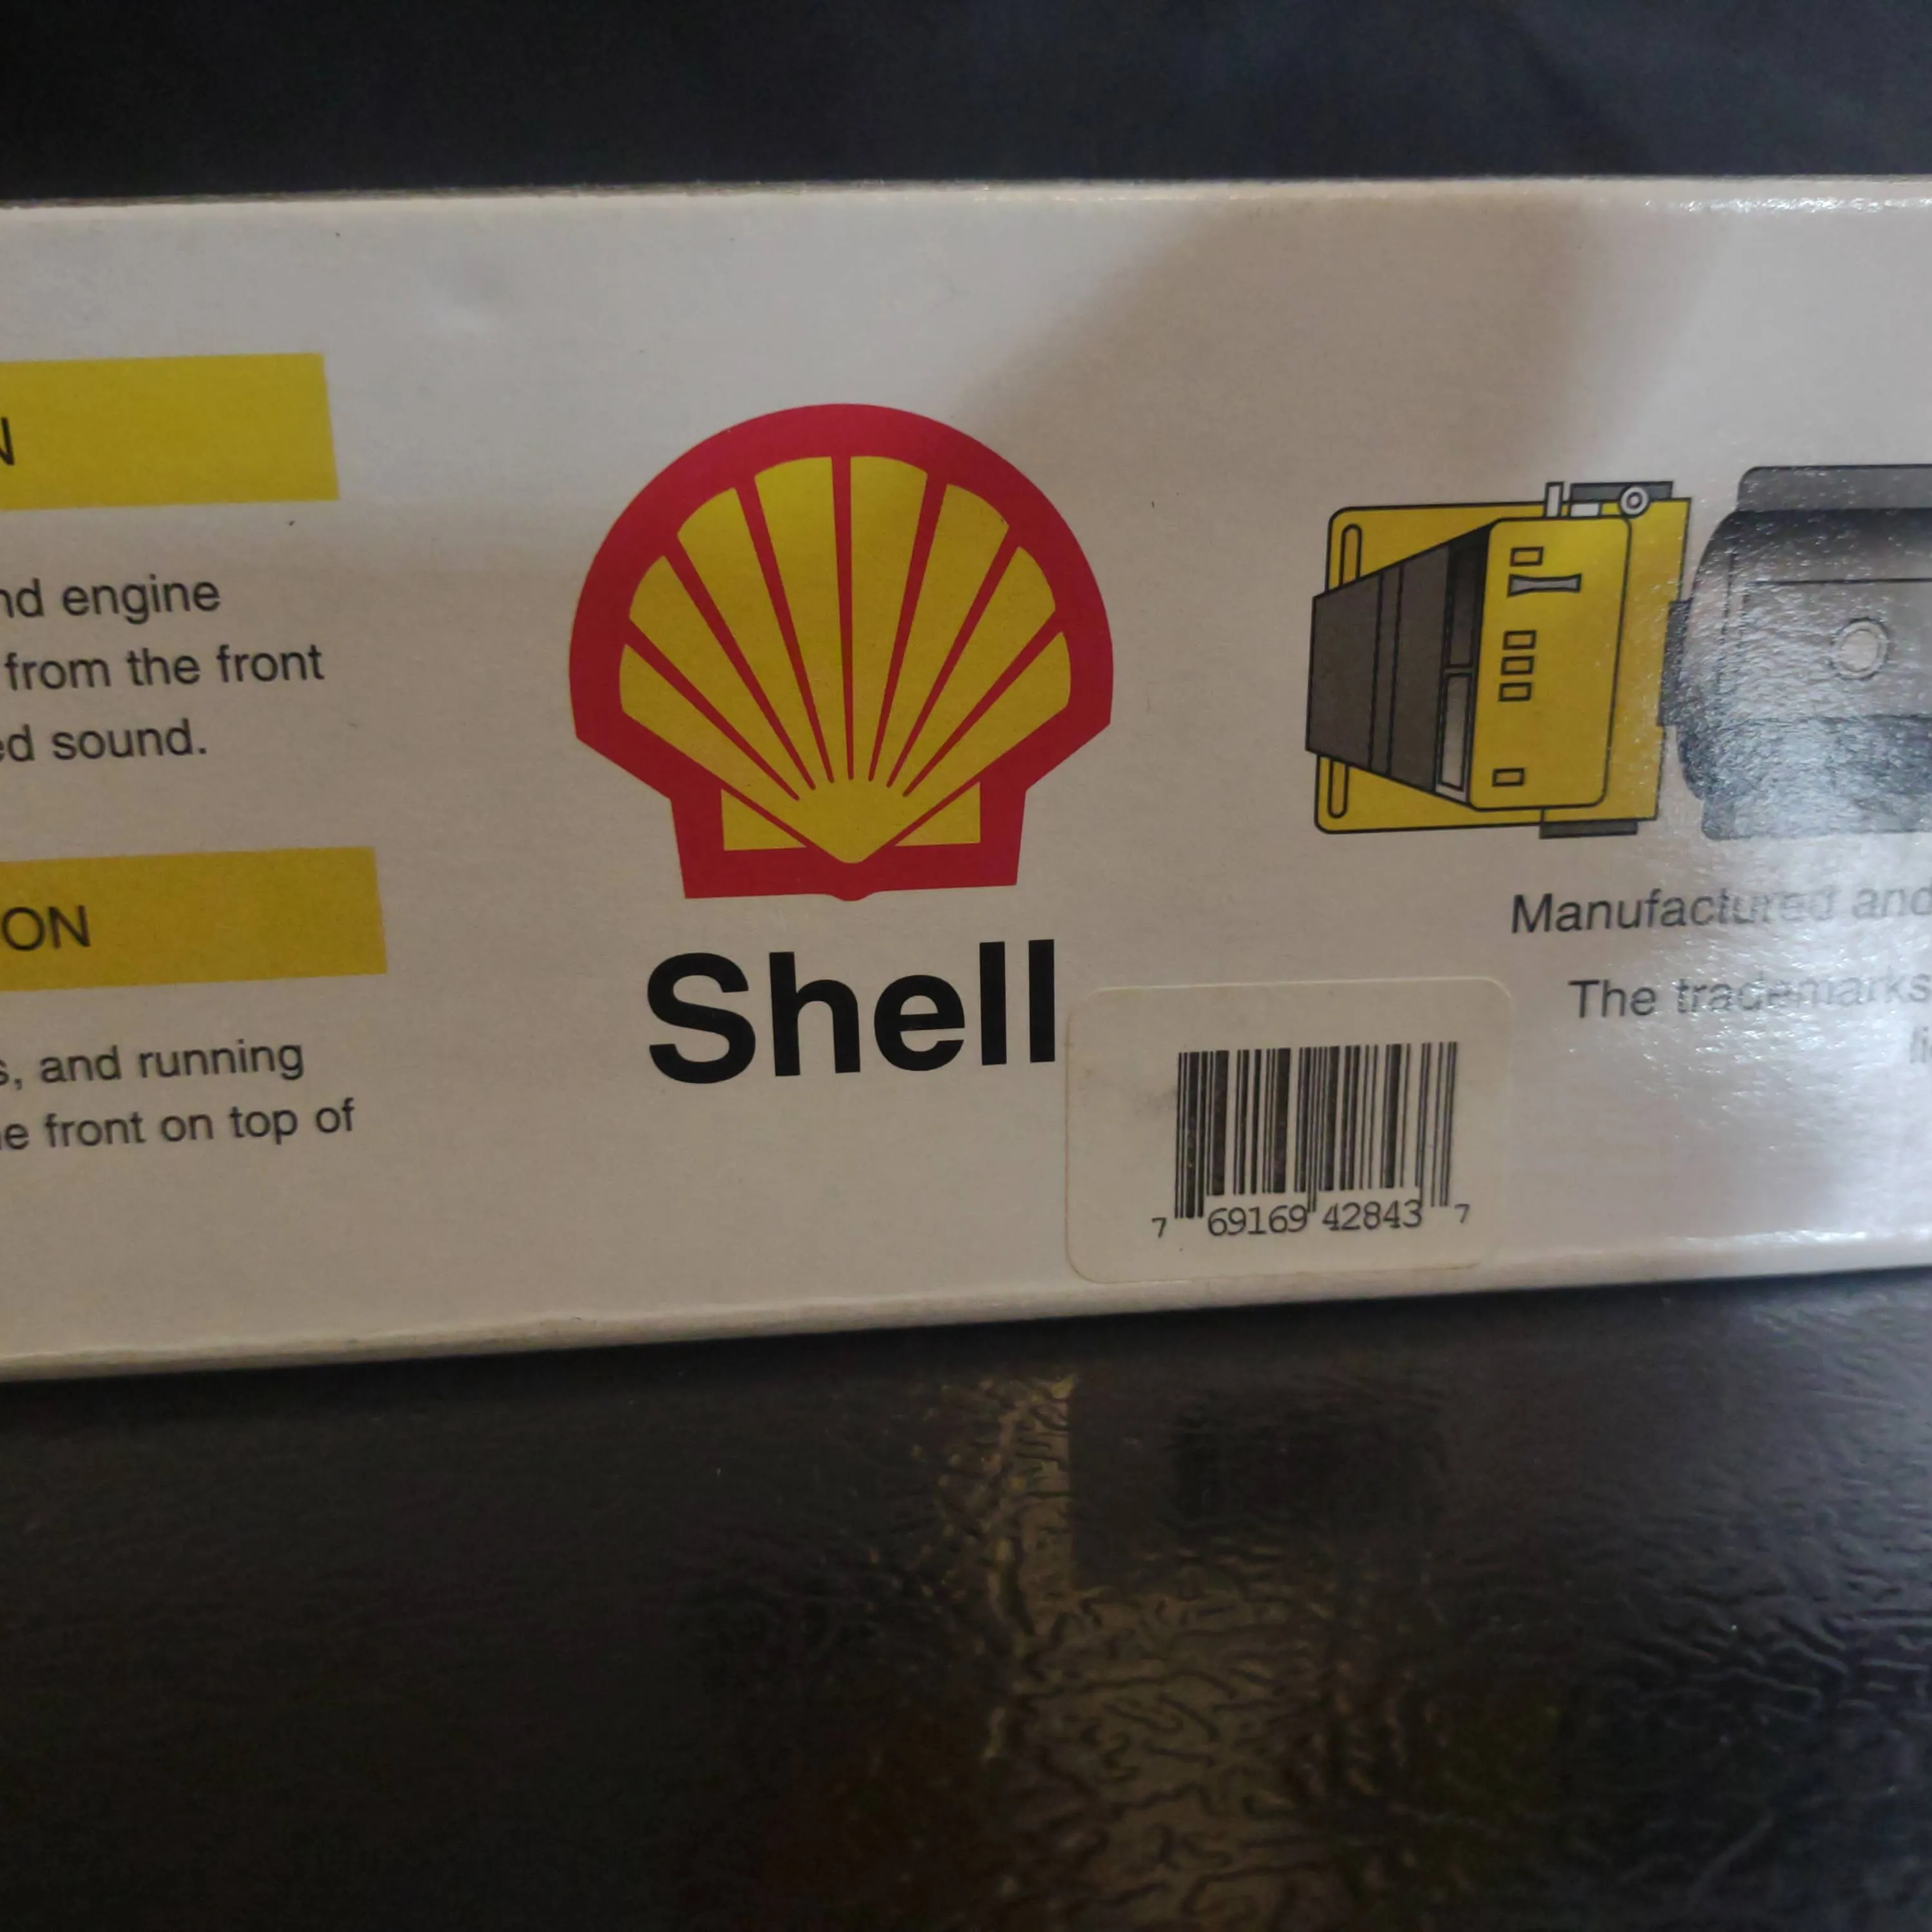 N
nd engine
from the front
ed sound.
ON
s, and running
e front on top of
Shell
Manufactured and
The trademarks
7 69169 42843 7